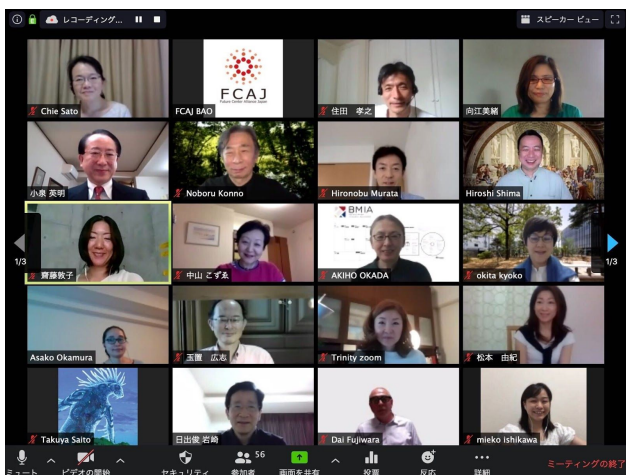 レコーディング...
スピーカー ビュー
Chie Sato
FCAJ
Future Center Alliance Japan
FCAJ BAO
住田 孝之
向江美緒
小泉 英明
Noboru Konno
Hironobu Murata
Hiroshi Shima
1/3
齋藤敦子
中山 こずゑ
BMIA
AKIHO OKADA
okita kyoko
1/3
Asako Okamura
玉置 広志
Trinity zoom
松本 由紀
Takuya Saito
日出俊 岩崎
Dai Fujiwara
mieko ishikawa
ミュート
ビデオの開始
セキュリティ
56
参加者
画面を共有
投票
反応
詳細
ミーティングの終了